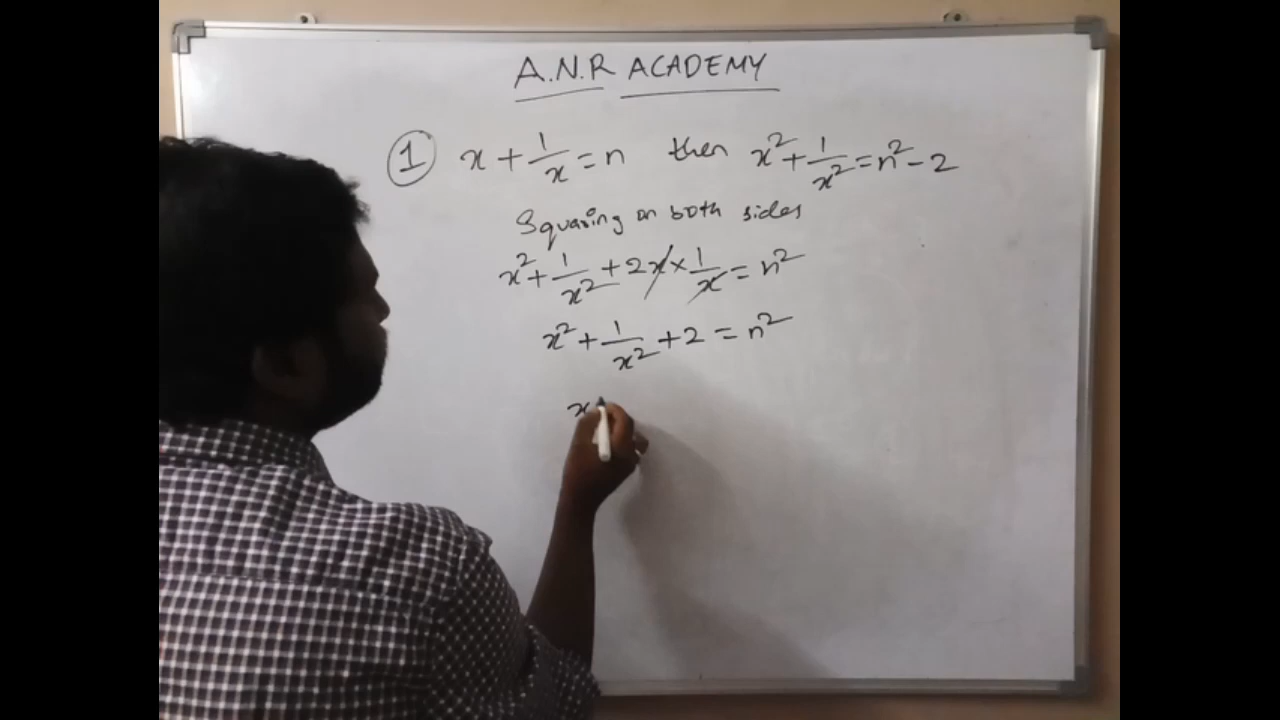 A.N.R ACADEMY
① x + 1/x = n then x² + 1/x² = n² - 2
Squaring on both sides
x² + 1/x² + 2x × 1/x = n²
x² + 1/x² + 2 = n²
x